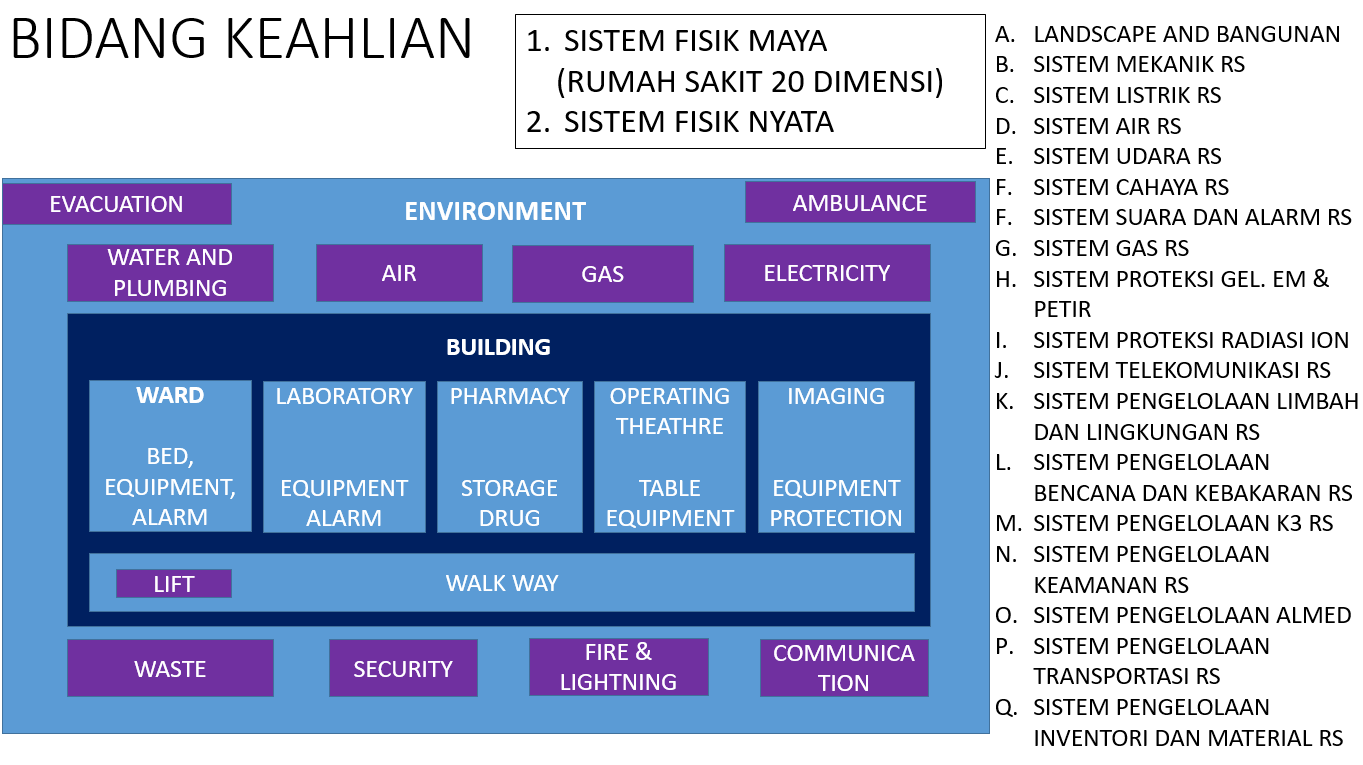 BIDANG KEAHLIAN
1. SISTEM FISIK MAYA
(RUMAH SAKIT 20 DIMENSI)
2. SISTEM FISIK NYATA
EVACUATION
ENVIRONMENT
AMBULANCE
WATER AND
PLUMBING
AIR
GAS
ELECTRICITY
BUILDING
WARD
BED,
EQUIPMENT,
ALARM
LABORATORY
EQUIPMENT
ALARM
PHARMACY
STORAGE
DRUG
OPERATING
THEATHRE
TABLE
EQUIPMENT
IMAGING
EQUIPMENT
PROTECTION
LIFT
WALK WAY
WASTE
SECURITY
FIRE &
LIGHTNING
COMMUNICA
TION
A. LANDSCAPE AND BANGUNAN
B. SISTEM MEKANIK RS
C. SISTEM LISTRIK RS
D. SISTEM AIR RS
E. SISTEM UDARA RS
F. SISTEM CAHAYA RS
F. SISTEM SUARA DAN ALARM RS
G. SISTEM GAS RS
H. SISTEM PROTEKSI GEL. EM &
PETIR
I. SISTEM PROTEKSI RADIASI ION
J. SISTEM TELEKOMUNIKASI RS
K. SISTEM PENGELOLAAN LIMBAH
DAN LINGKUNGAN RS
L. SISTEM PENGELOLAAN
BENCANA DAN KEBAKARAN RS
M. SISTEM PENGELOLAAN K3 RS
N. SISTEM PENGELOLAAN
KEAMANAN RS
O. SISTEM PENGELOLAAN ALMED
P. SISTEM PENGELOLAAN
TRANSPORTASI RS
Q. SISTEM PENGELOLAAN
INVENTORI DAN MATERIAL RS